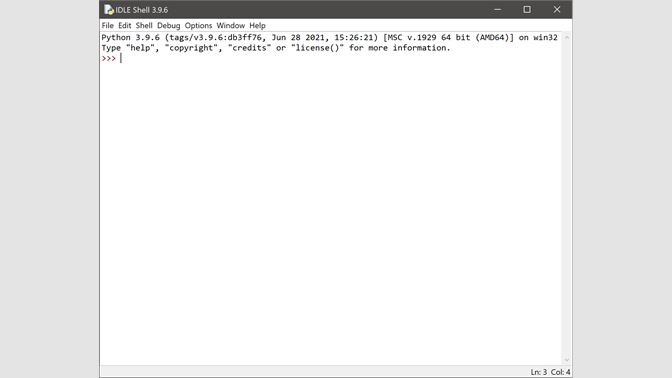 IDLE Shell 3.9.6
File Edit Shell Debug Options Window Help
Python 3.9.6 (tags/v3.9.6:db3ff76, Jun 28 2021, 15:26:21) [MSC v.1929 64 bit (AMD64)] on win32
Type "help", "copyright", "credits" or "license()" for more information.
>>>
Ln: 3 Col: 4